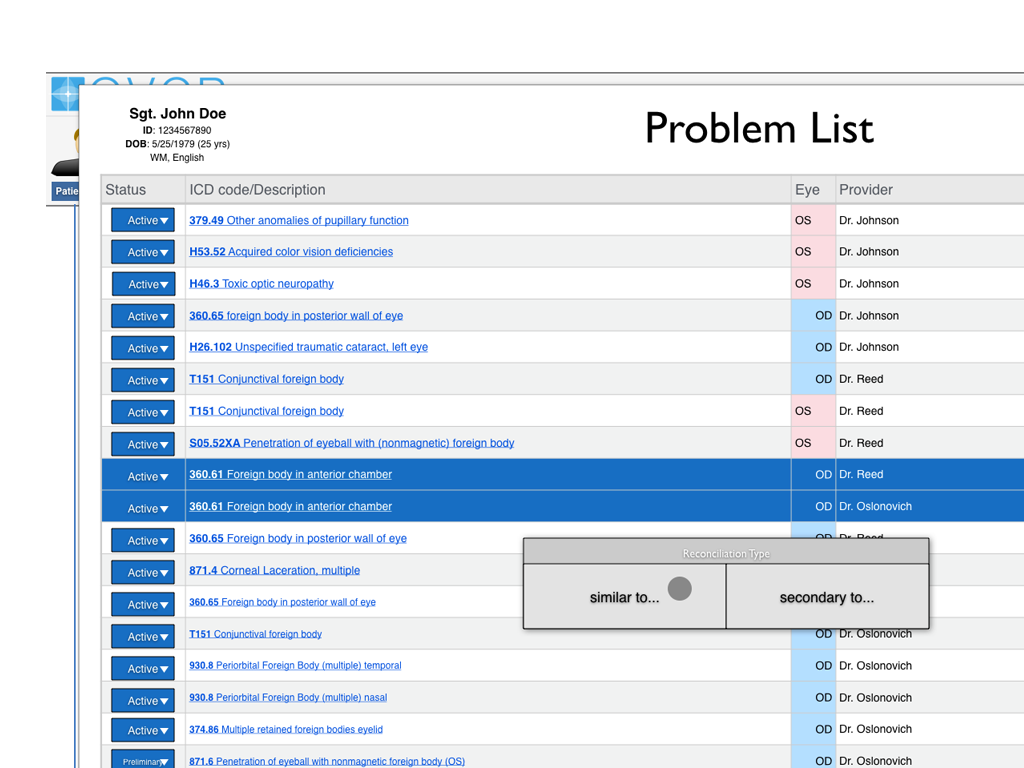 Sgt. John Doe
ID: 1234567890
DOB: 5/25/1979 (25 yrs)
WM, English
Problem List
Patie
Status ICD code/Description Eye Provider
Active 379.49 Other anomalies of pupillary function OS Dr. Johnson
Active H53.52 Acquired color vision deficiencies OS Dr. Johnson
Active H46.3 Toxic optic neuropathy OS Dr. Johnson
Active 360.65 foreign body in posterior wall of eye OD Dr. Johnson
Active H26.102 Unspecified traumatic cataract, left eye OD Dr. Johnson
Active T151 Conjunctival foreign body OD Dr. Reed
Active T151 Conjunctival foreign body OS Dr. Reed
Active S05.52XA Penetration of eyeball with (nonmagnetic) foreign body OS Dr. Reed
Active 360.61 Foreign body in anterior chamber OD Dr. Reed
Active 360.61 Foreign body in anterior chamber OD Dr. Oslonovich
Active 360.65 Foreign body in posterior wall of eye OD Dr. Reed
Reconciliation Type
Active 871.4 Corneal Laceration, multiple
similar to... secondary to...
Active 360.65 Foreign body in posterior wall of eye
Active T151 Conjunctival foreign body OD Dr. Oslonovich
Active 930.8 Periorbital Foreign Body (multiple) temporal OD Dr. Oslonovich
Active 930.8 Periorbital Foreign Body (multiple) nasal OD Dr. Oslonovich
Active 374.86 Multiple retained foreign bodies eyelid OD Dr. Oslonovich
Preliminary 871.6 Penetration of eyeball with nonmagnetic foreign body (OS) OD Dr. Oslonovich